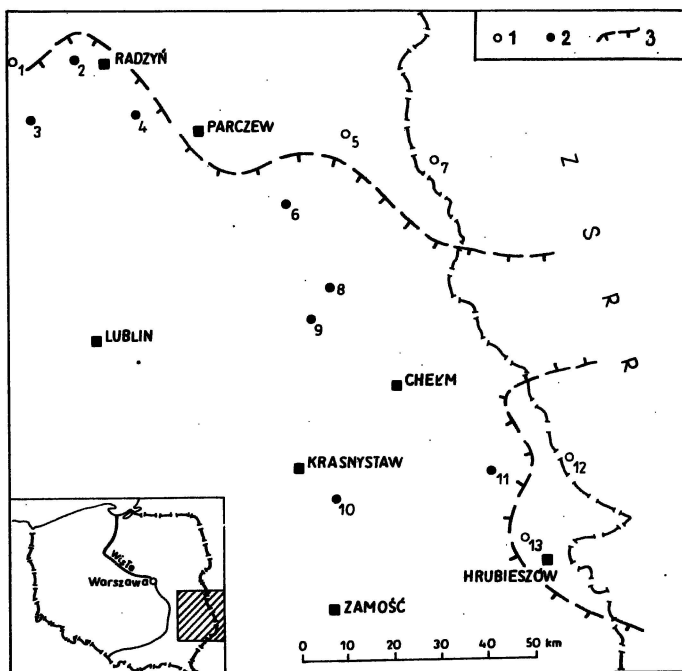 1 2 3
1
2
RADZYŃ
3
4
PARCZEW
5
7
Z S R R
6
8
9
LUBLIN
CHEŁM
KRASNYSTAW
10
11
12
13
HRUBIESZÓW
ZAMOŚĆ
Wisła
Warszawa
0 10 20 30 40 50 km